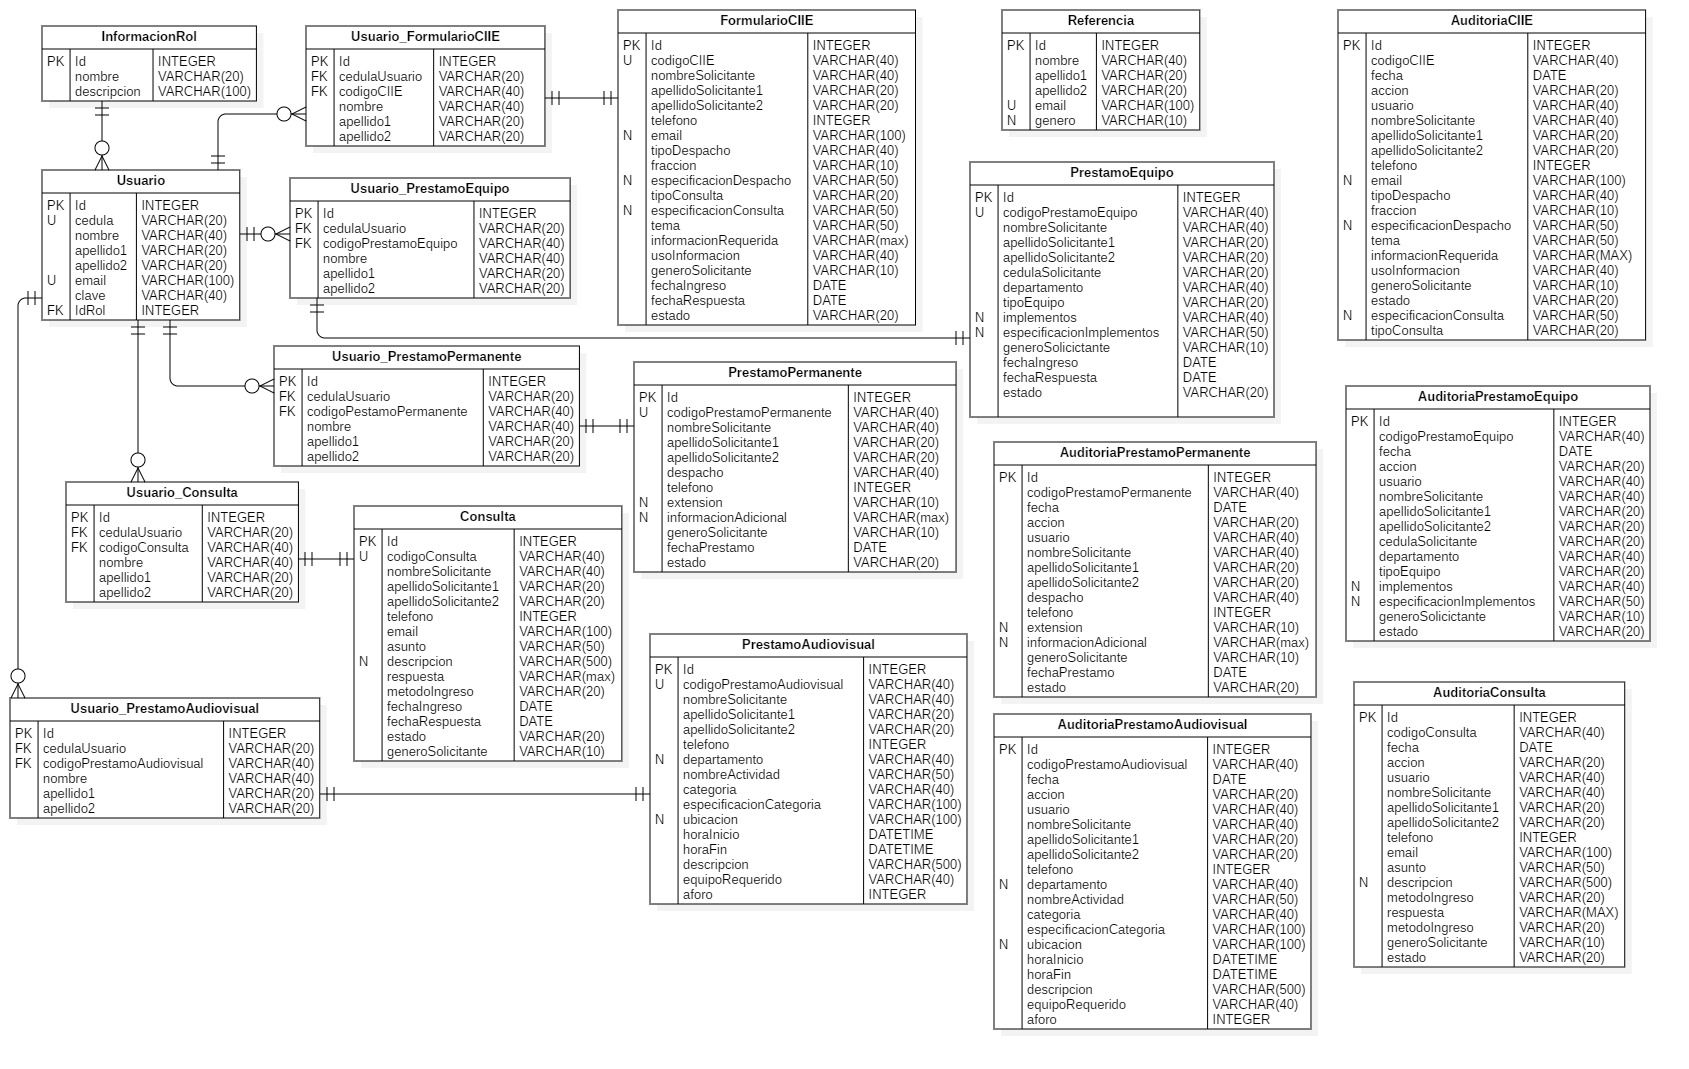 InformacionRol
PK Id INTEGER
nombre VARCHAR(20)
descripcion VARCHAR(100)
Usuario_FormularioCIIE
PK Id INTEGER
FK cedulaUsuario VARCHAR(20)
FK codigoCIIE VARCHAR(40)
nombre VARCHAR(40)
apellido1 VARCHAR(20)
apellido2 VARCHAR(20)
FormularioCIIE
PK Id INTEGER
U codigoCIIE VARCHAR(40)
nombreSolicitante VARCHAR(40)
apellidoSolicitante1 VARCHAR(20)
apellidoSolicitante2 VARCHAR(20)
telefono INTEGER
N email VARCHAR(100)
tipoDespacho VARCHAR(40)
fraccion VARCHAR(10)
N especificacionDespacho VARCHAR(50)
tipoConsulta VARCHAR(20)
N especificacionConsulta VARCHAR(50)
tema VARCHAR(50)
informacionRequerida VARCHAR(max)
usoInformacion VARCHAR(40)
generoSolicitante VARCHAR(10)
fechaIngreso DATE
fechaRespuesta DATE
estado VARCHAR(20)
Referencia
PK Id INTEGER
nombre VARCHAR(40)
apellido1 VARCHAR(20)
apellido2 VARCHAR(20)
U email VARCHAR(100)
N genero VARCHAR(10)
AuditoriaCIIE
PK Id INTEGER
codigoCIIE VARCHAR(40)
fecha DATE
accion VARCHAR(20)
usuario VARCHAR(40)
nombreSolicitante VARCHAR(40)
apellidoSolicitante1 VARCHAR(20)
apellidoSolicitante2 VARCHAR(20)
telefono INTEGER
N email VARCHAR(100)
tipoDespacho VARCHAR(40)
fraccion VARCHAR(10)
N especificacionDespacho VARCHAR(50)
tema VARCHAR(50)
informacionRequerida VARCHAR(MAX)
usoInformacion VARCHAR(40)
generoSolicitante VARCHAR(10)
estado VARCHAR(20)
N especificacionConsulta VARCHAR(50)
tipoConsulta VARCHAR(20)
Usuario
PK Id INTEGER
U cedula VARCHAR(20)
nombre VARCHAR(40)
apellido1 VARCHAR(20)
apellido2 VARCHAR(20)
U email VARCHAR(100)
clave VARCHAR(40)
FK IdRol INTEGER
Usuario_PrestamoEquipo
PK Id INTEGER
FK cedulaUsuario VARCHAR(20)
FK codigoPrestamoEquipo VARCHAR(40)
nombre VARCHAR(40)
apellido1 VARCHAR(20)
apellido2 VARCHAR(20)
PrestamoEquipo
PK Id INTEGER
U codigoPrestamoEquipo VARCHAR(40)
nombreSolicitante VARCHAR(40)
apellidoSolicitante1 VARCHAR(20)
apellidoSolicitante2 VARCHAR(20)
cedulaSolicitante VARCHAR(20)
departamento VARCHAR(40)
tipoEquipo VARCHAR(20)
N implementos VARCHAR(40)
N especificacionImplementos VARCHAR(50)
generoSolicictante VARCHAR(10)
fechaIngreso DATE
fechaRespuesta DATE
estado VARCHAR(20)
Usuario_PrestamoPermanente
PK Id INTEGER
FK cedulaUsuario VARCHAR(20)
FK codigoPestamoPermanente VARCHAR(40)
nombre VARCHAR(40)
apellido1 VARCHAR(20)
apellido2 VARCHAR(20)
PrestamoPermanente
PK Id INTEGER
U codigoPrestamoPermanente VARCHAR(40)
nombreSolicitante VARCHAR(40)
apellidoSolicitante1 VARCHAR(20)
apellidoSolicitante2 VARCHAR(20)
despacho VARCHAR(40)
telefono INTEGER
N extension VARCHAR(10)
N informacionAdicional VARCHAR(max)
generoSolicitante VARCHAR(10)
fechaPrestamo DATE
estado VARCHAR(20)
AuditoriaPrestamoEquipo
PK Id INTEGER
codigoPrestamoEquipo VARCHAR(40)
fecha DATE
accion VARCHAR(20)
usuario VARCHAR(40)
nombreSolicitante VARCHAR(40)
apellidoSolicitante1 VARCHAR(20)
apellidoSolicitante2 VARCHAR(20)
cedulaSolicitante VARCHAR(20)
departamento VARCHAR(40)
tipoEquipo VARCHAR(20)
N implementos VARCHAR(40)
N especificacionImplementos VARCHAR(50)
generoSolicictante VARCHAR(10)
estado VARCHAR(20)
AuditoriaPrestamoPermanente
PK Id INTEGER
codigoPrestamoPermanente VARCHAR(40)
fecha DATE
accion VARCHAR(20)
usuario VARCHAR(40)
nombreSolicitante VARCHAR(40)
apellidoSolicitante1 VARCHAR(20)
apellidoSolicitante2 VARCHAR(20)
despacho VARCHAR(40)
telefono INTEGER
N extension VARCHAR(10)
N informacionAdicional VARCHAR(max)
generoSolicitante VARCHAR(10)
fechaPrestamo DATE
estado VARCHAR(20)
Usuario_Consulta
PK Id INTEGER
FK cedulaUsuario VARCHAR(20)
FK codigoConsulta VARCHAR(40)
nombre VARCHAR(40)
apellido1 VARCHAR(20)
apellido2 VARCHAR(20)
Consulta
PK Id INTEGER
U codigoConsulta VARCHAR(40)
nombreSolicitante VARCHAR(40)
apellidoSolicitante1 VARCHAR(20)
apellidoSolicitante2 VARCHAR(20)
telefono INTEGER
email VARCHAR(100)
asunto VARCHAR(50)
N descripcion VARCHAR(500)
respuesta VARCHAR(max)
metodoIngreso VARCHAR(20)
fechaIngreso DATE
fechaRespuesta DATE
estado VARCHAR(20)
generoSolicitante VARCHAR(10)
PrestamoAudiovisual
PK Id INTEGER
U codigoPrestamoAudiovisual VARCHAR(40)
nombreSolicitante VARCHAR(40)
apellidoSolicitante1 VARCHAR(20)
apellidoSolicitante2 VARCHAR(20)
telefono INTEGER
N departamento VARCHAR(40)
nombreActividad VARCHAR(50)
categoria VARCHAR(40)
especificacionCategoria VARCHAR(100)
N ubicacion VARCHAR(100)
horaInicio DATETIME
horaFin DATETIME
descripcion VARCHAR(500)
equipoRequerido VARCHAR(40)
aforo INTEGER
Usuario_PrestamoAudiovisual
PK Id INTEGER
FK cedulaUsuario VARCHAR(20)
FK codigoPrestamoAudiovisual VARCHAR(40)
nombre VARCHAR(40)
apellido1 VARCHAR(20)
apellido2 VARCHAR(20)
AuditoriaPrestamoAudiovisual
PK Id INTEGER
codigoPrestamoAudiovisual VARCHAR(40)
fecha DATE
accion VARCHAR(20)
usuario VARCHAR(40)
nombreSolicitante VARCHAR(40)
apellidoSolicitante1 VARCHAR(20)
apellidoSolicitante2 VARCHAR(20)
telefono INTEGER
N departamento VARCHAR(40)
nombreActividad VARCHAR(50)
categoria VARCHAR(40)
especificacionCategoria VARCHAR(100)
N ubicacion VARCHAR(100)
horaInicio DATETIME
horaFin DATETIME
descripcion VARCHAR(500)
equipoRequerido VARCHAR(40)
aforo INTEGER
AuditoriaConsulta
PK Id INTEGER
codigoConsulta VARCHAR(40)
fecha DATE
accion VARCHAR(20)
usuario VARCHAR(40)
nombreSolicitante VARCHAR(40)
apellidoSolicitante1 VARCHAR(20)
apellidoSolicitante2 VARCHAR(20)
telefono INTEGER
email VARCHAR(100)
asunto VARCHAR(50)
N descripcion VARCHAR(500)
metodoIngreso VARCHAR(20)
respuesta VARCHAR(MAX)
metodoIngreso VARCHAR(20)
generoSolicitante VARCHAR(10)
estado VARCHAR(20)